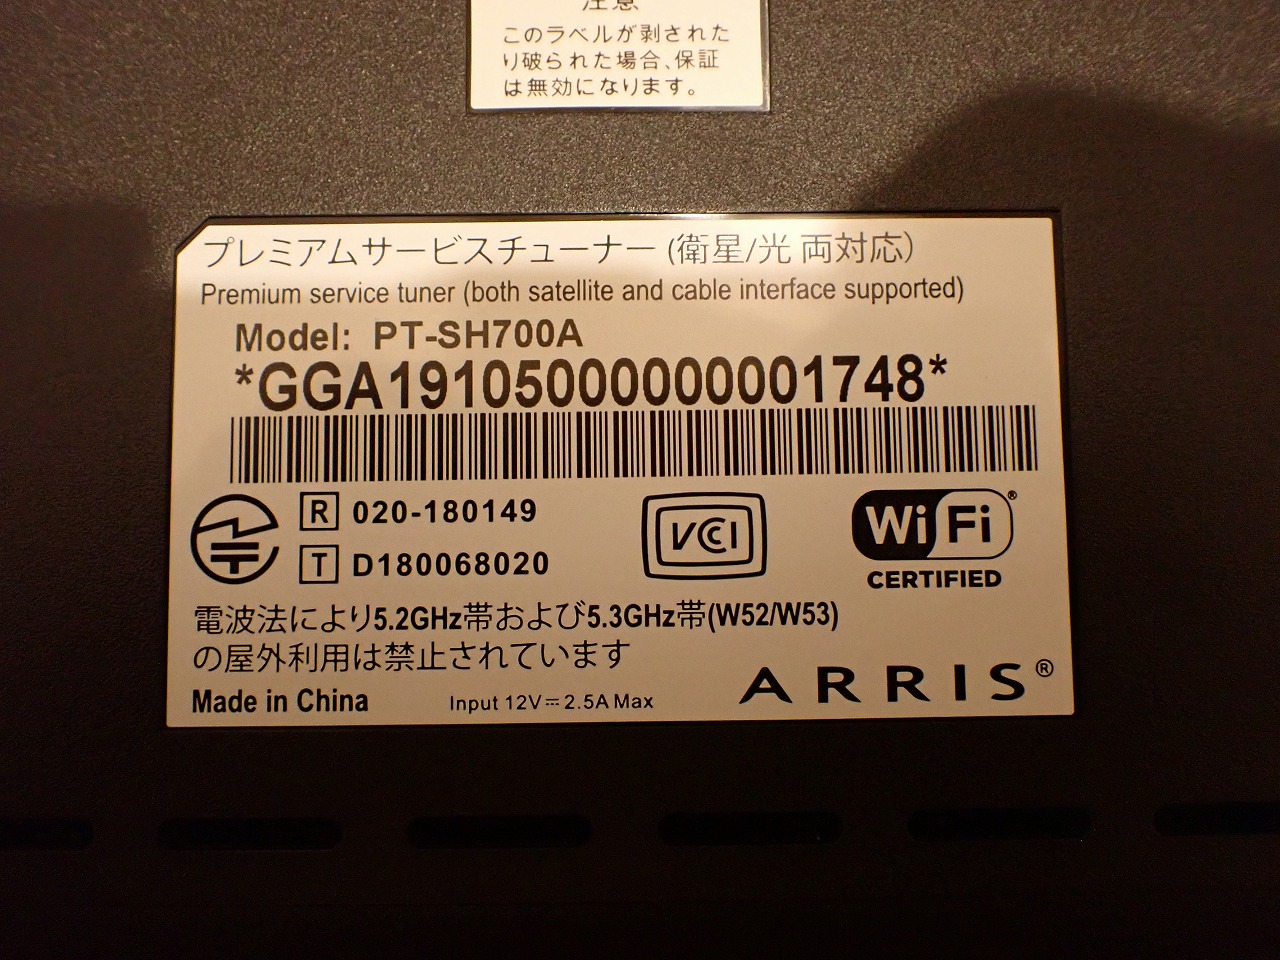 注意
このラベルが剥された
り破られた場合、保証
は無効になります。
プレミアムサービスチューナー (衛星/光 両対応)
Premium service tuner (both satellite and cable interface supported)
Model: PT-SH700A
*GGA19105000000001748*
R 020-180149
T D180068020
VCCI
Wi Fi ®
CERTIFIED
電波法により5.2GHz帯および5.3GHz帯(W52/W53)
の屋外利用は禁止されています
Made in China
Input 12V⎓2.5A Max
ARRIS®